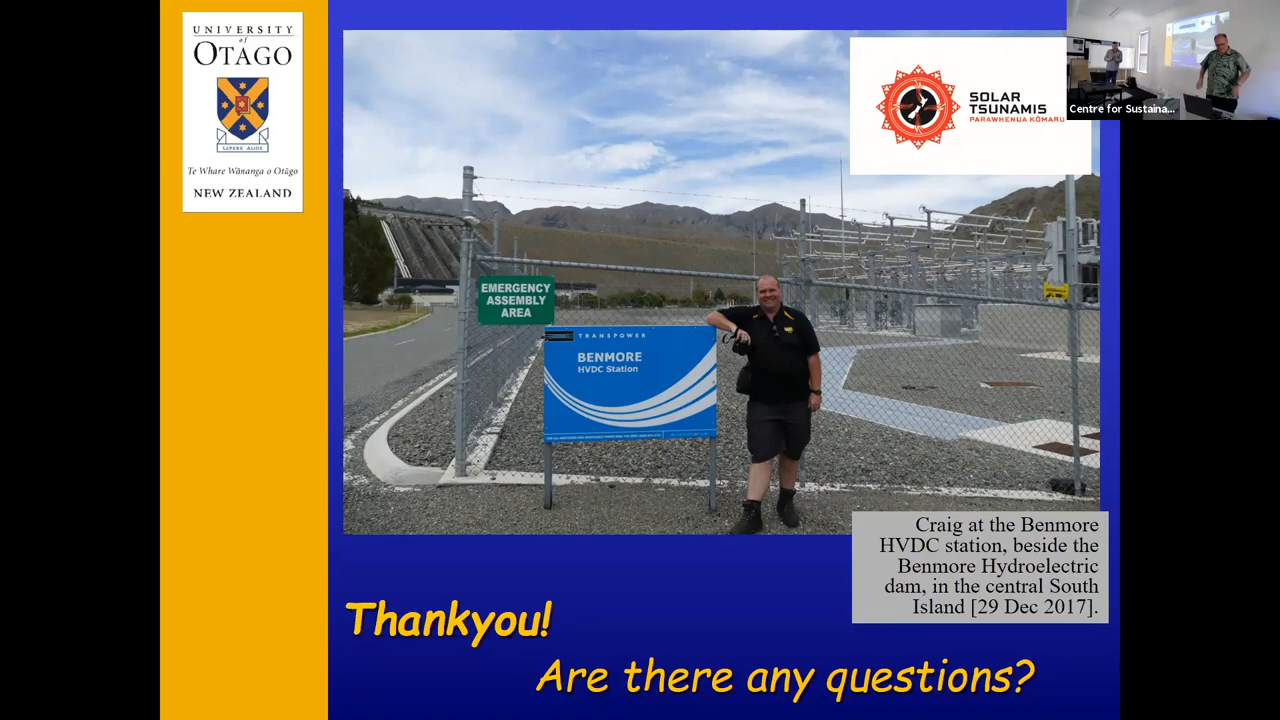 UNIVERSITY
of
OTAGO
SAPERE AUDE
Te Whare Wānanga o Otāgo
NEW ZEALAND
SOLAR
TSUNAMIS
PARAWHENUA KŌMARU
Centre for Sustaina...
EMERGENCY
ASSEMBLY
AREA
TRANSPOWER
BENMORE
HVDC Station
Craig at the Benmore
HVDC station, beside the
Benmore Hydroelectric
dam, in the central South
Island [29 Dec 2017].
Thankyou!
Are there any questions?